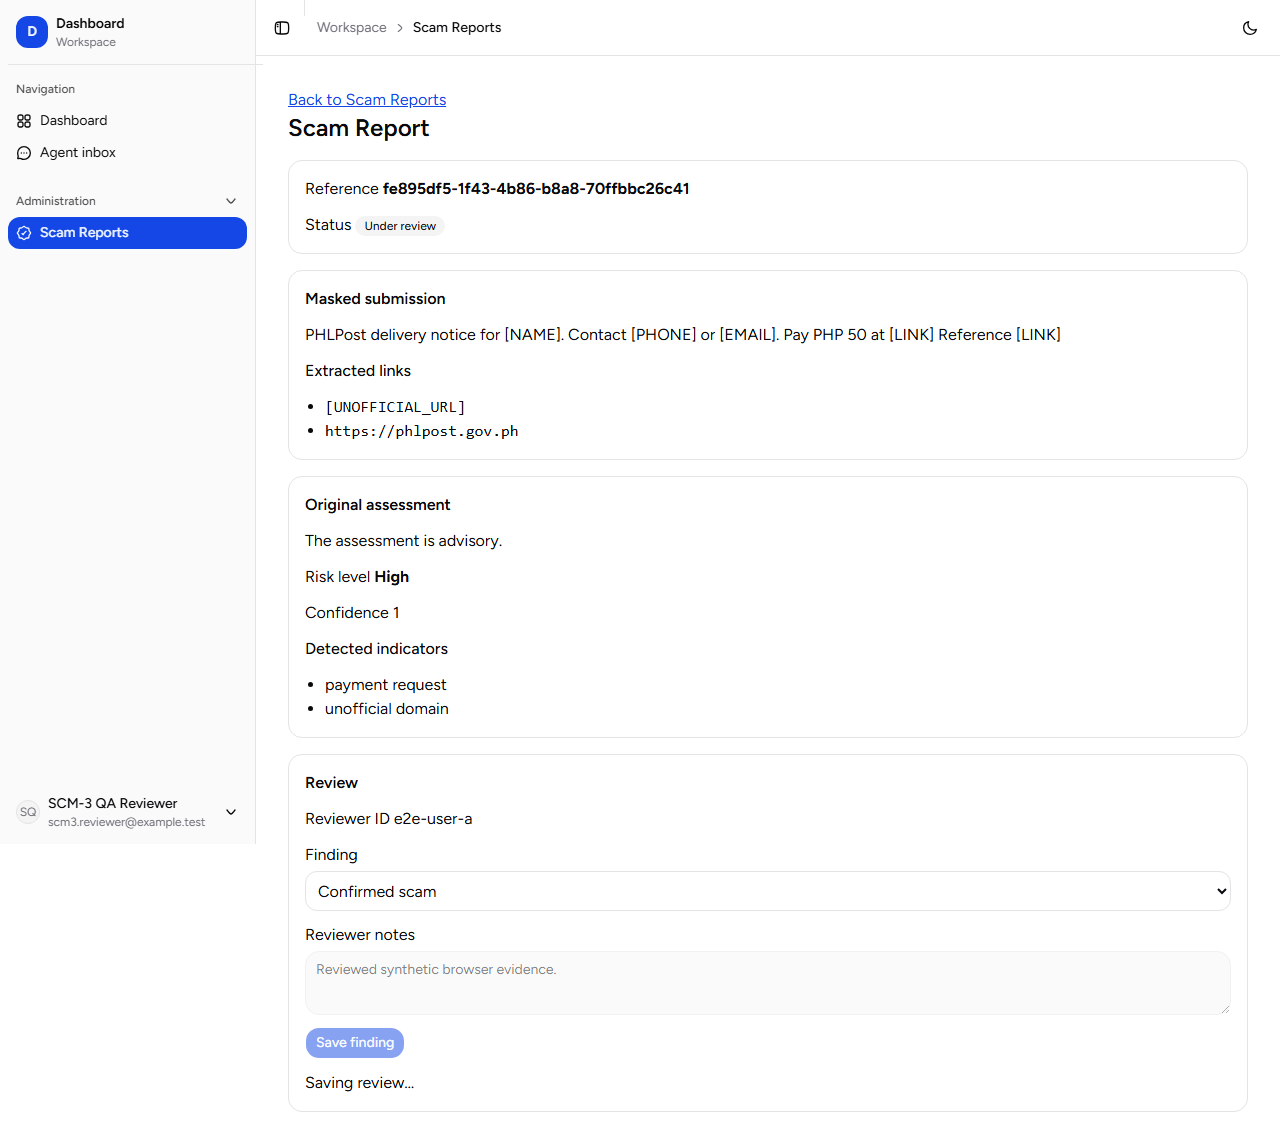 D
Dashboard
Workspace
Navigation
Dashboard
Agent inbox
Administration
Scam Reports
SQ
SCM-3 QA Reviewer
scm3.reviewer@example.test
Workspace > Scam Reports
Back to Scam Reports
Scam Report
Reference fe895df5-1f43-4b86-b8a8-70ffbbc26c41
Status Under review
Masked submission
PHLPost delivery notice for [NAME]. Contact [PHONE] or [EMAIL]. Pay PHP 50 at [LINK] Reference [LINK]
Extracted links
• [UNOFFICIAL_URL]
• https://phlpost.gov.ph
Original assessment
The assessment is advisory.
Risk level High
Confidence 1
Detected indicators
• payment request
• unofficial domain
Review
Reviewer ID e2e-user-a
Finding
Confirmed scam
Reviewer notes
Reviewed synthetic browser evidence.
Save finding
Saving review...